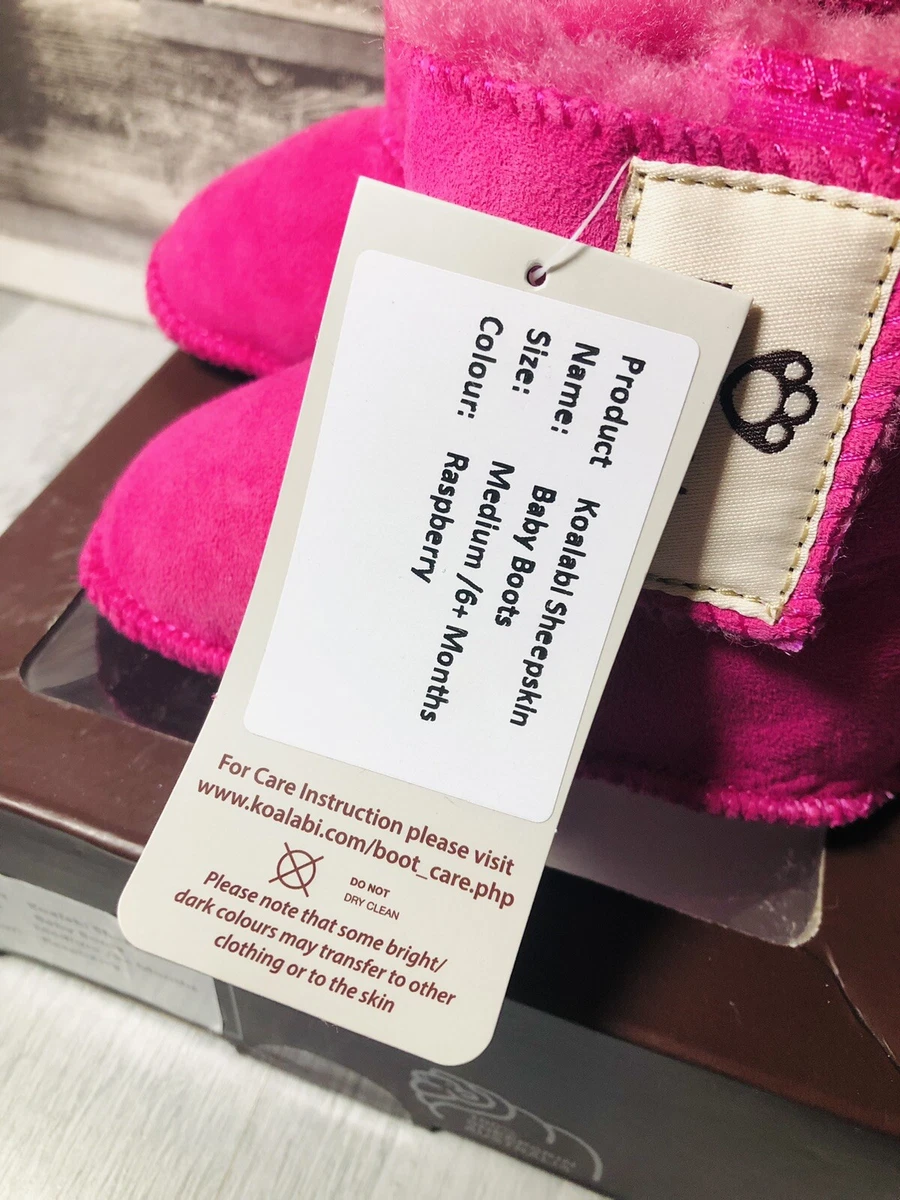 Product Koalabi Sheepskin
Name: Baby Boots
Size: Medium /6+ Months
Colour: Raspberry
For Care Instruction please visit
www.koalabi.com/boot_care.php
DO NOT
DRY CLEAN
Please note that some bright/
dark colours may transfer to other
clothing or to the skin